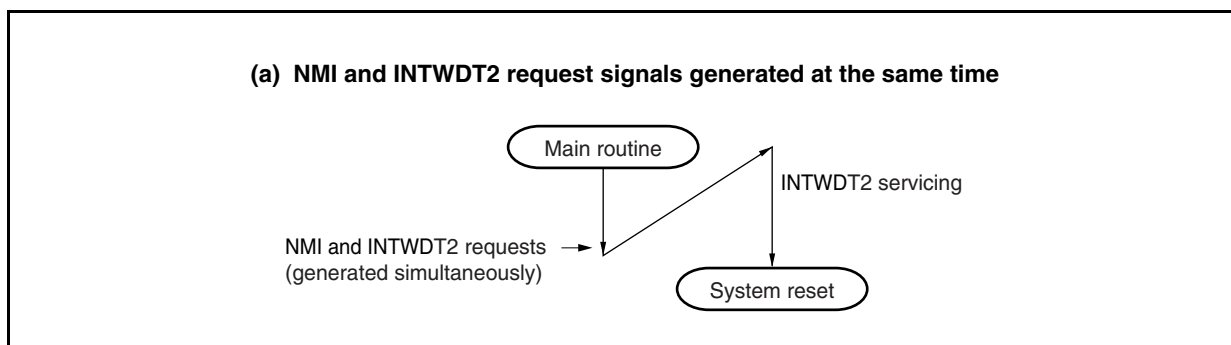 (a) NMI and INTWDT2 request signals generated at the same time
Main routine
INTWDT2 servicing
NMI and INTWDT2 requests
(generated simultaneously)
System reset